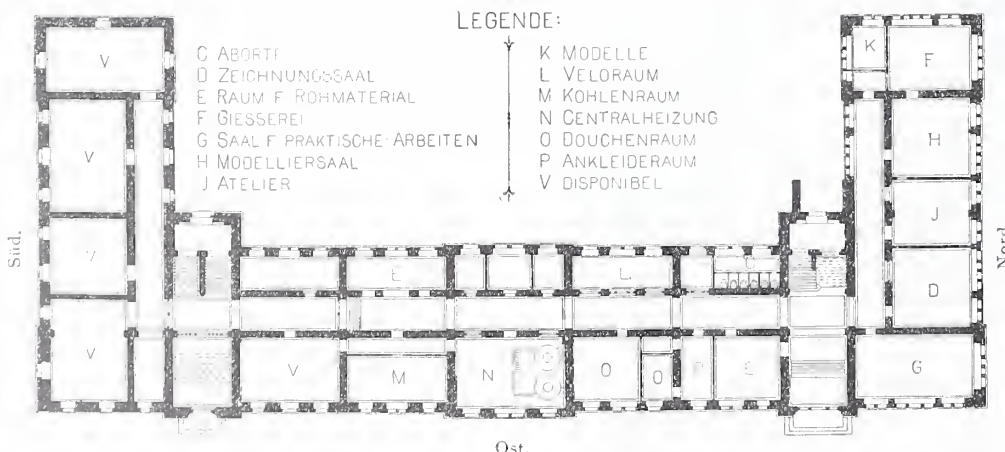 LEGENDE:
C ABORTE
D ZEICHNUNGSSAAL
E RAUM F. ROHMATERIAL
F GIESSEREI
G SAAL F. PRAKTISCHE-ARBEITEN
H MODELLIERSAAL
J ATELIER
K MODELLE
L VELORAUM
M KOHLENRAUM
N CENTRALHEIZUNG
O DOUCHENRAUM
P ANKLEIDERAUM
V DISPONIBEL
V
K
F
V
H
J
V
D
E
L
C
V
V
M
N
O
O
P
G
Süd.
Nord
Ost.